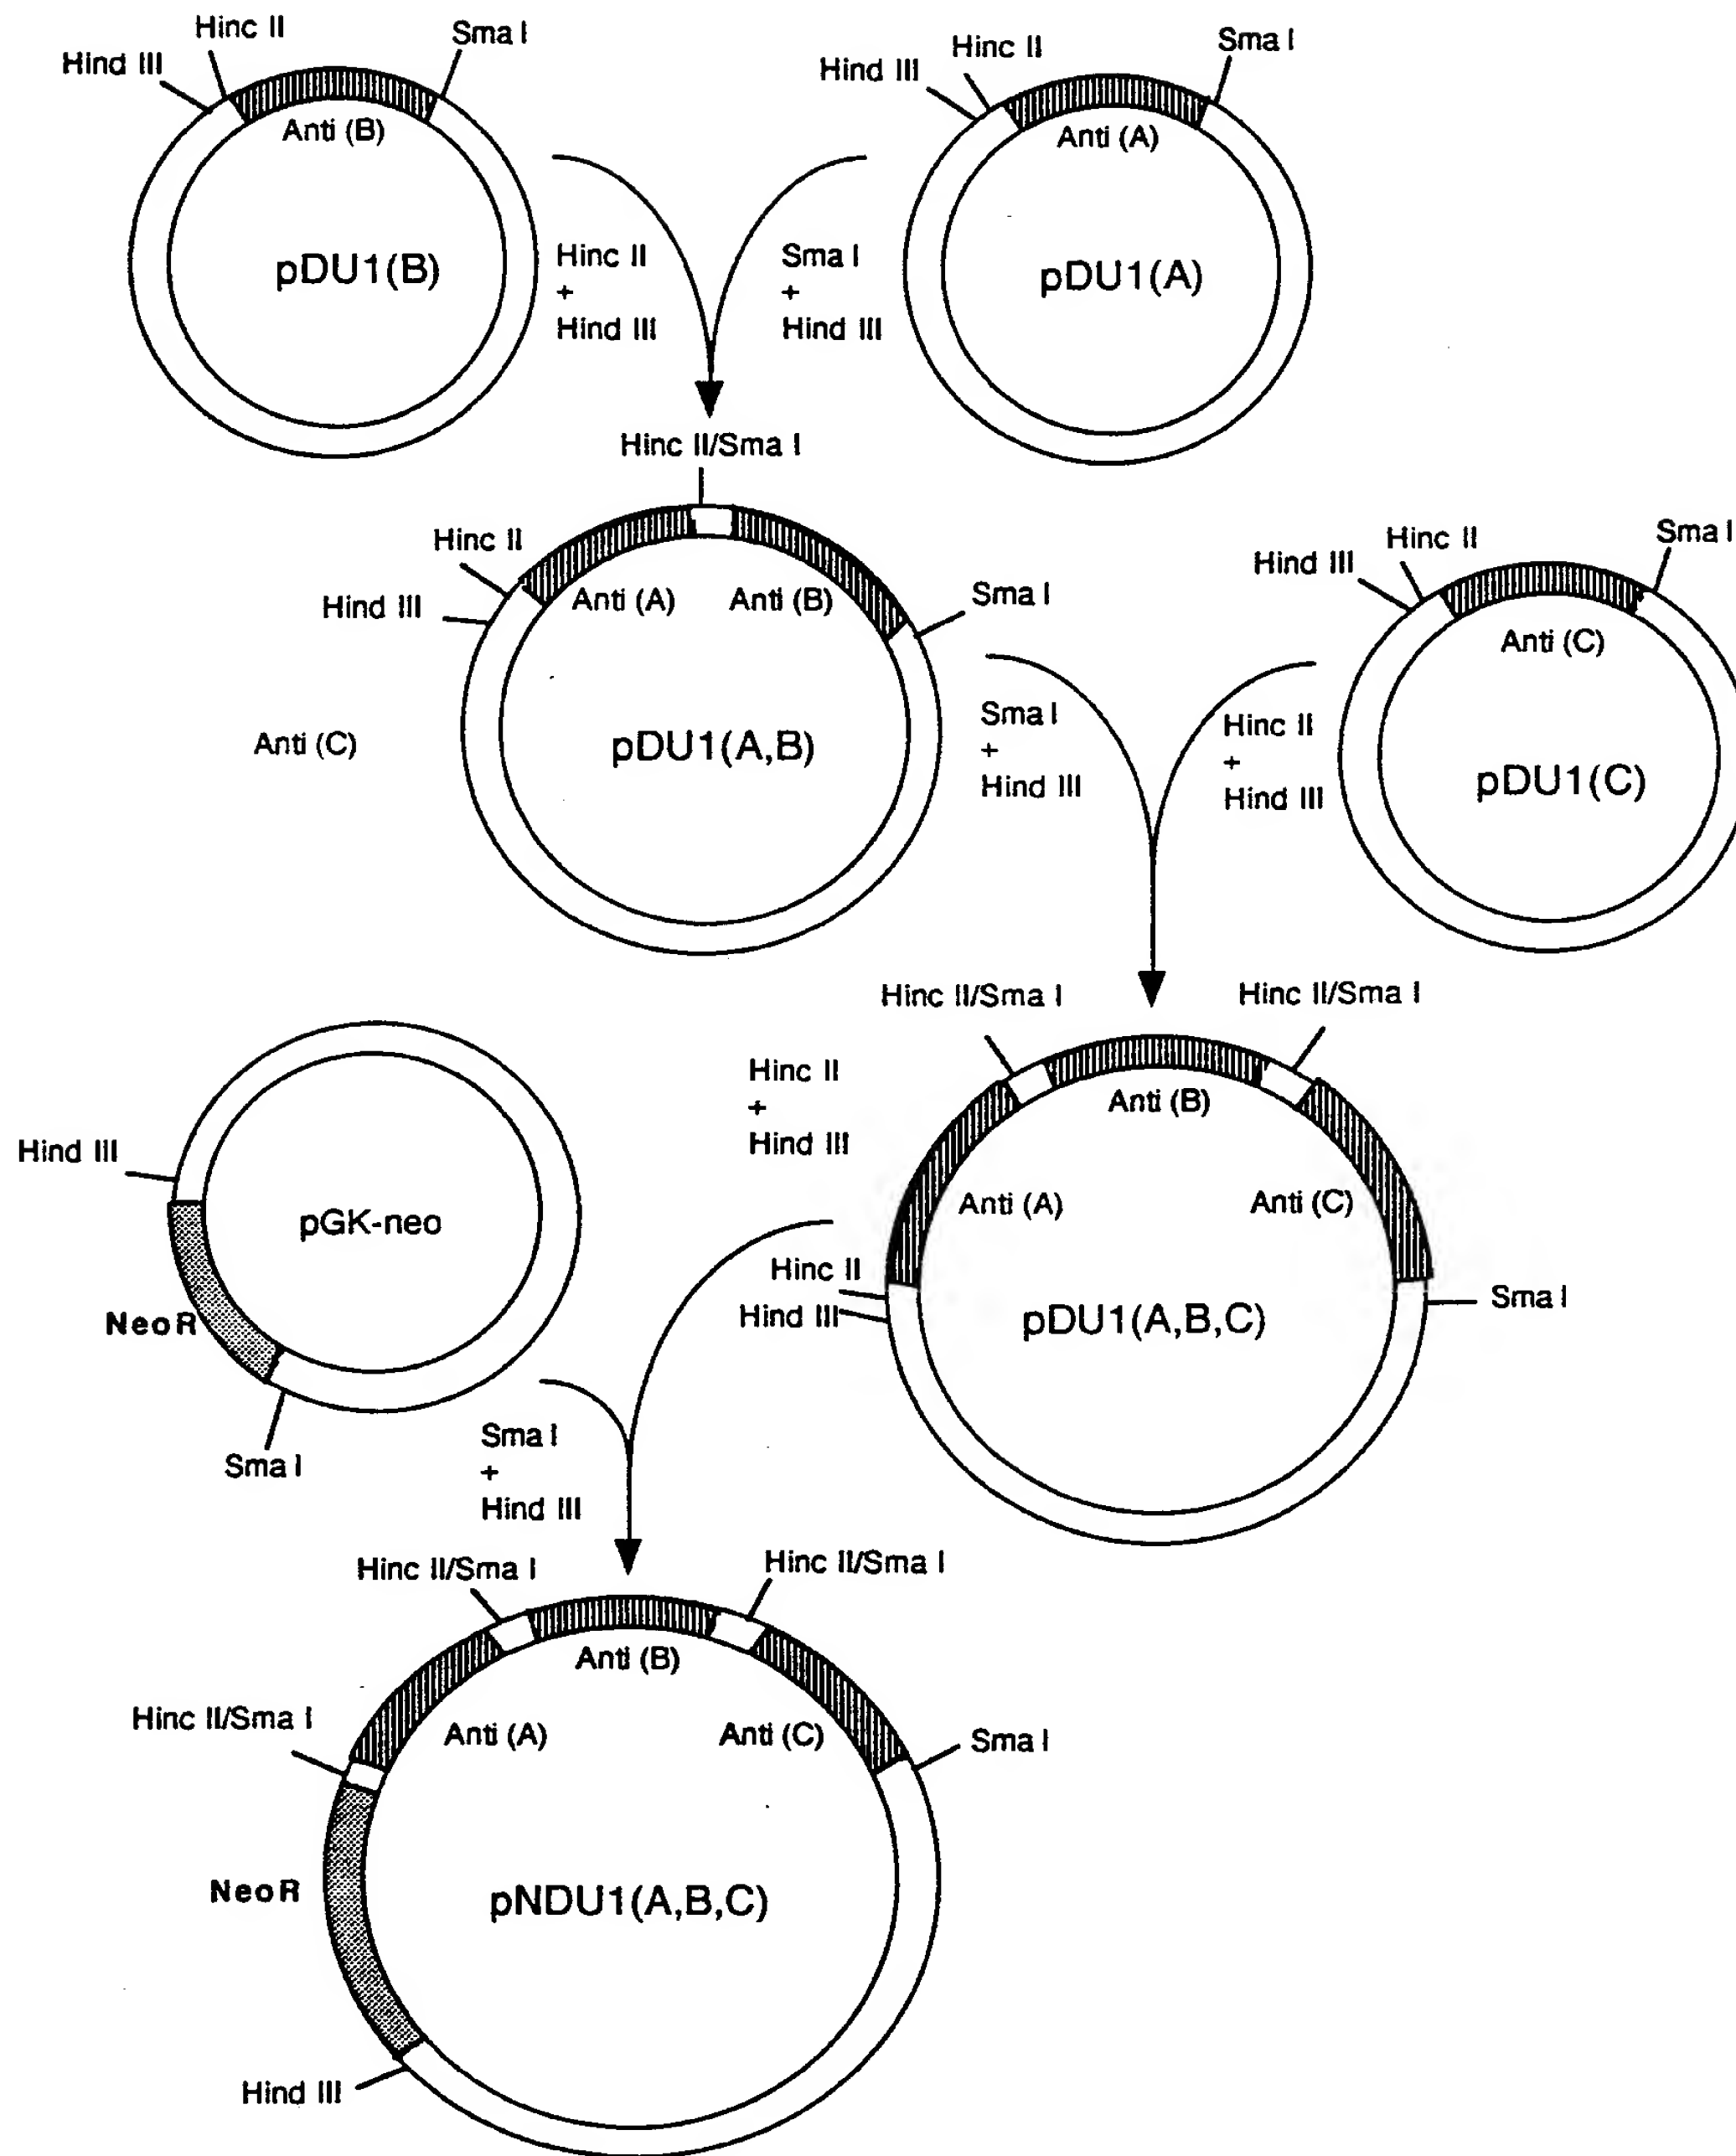 Hinc II
Sma I
Hind III
Anti (B)
pDU1(B)
Hinc II
Sma I
Hind III
Anti (A)
pDU1(A)
Hinc II
+
Hind III
Sma I
+
Hind III
Hinc II/Sma I
Hinc II
Hind III
Anti (A)
Anti (B)
Sma I
pDU1(A,B)
Anti (C)
Hinc II
Sma I
Hind III
Anti (C)
pDU1(C)
Sma I
+
Hind III
Hinc II
+
Hind III
Hinc II/Sma I
Hinc II/Sma I
Anti (B)
Anti (A)
Anti (C)
Hinc II
Hind III
Sma I
pDU1(A,B,C)
Hinc II
+
Hind III
Hind III
pGK-neo
NeoR
Sma I
Sma I
+
Hind III
Hinc II/Sma I
Hinc II/Sma I
Anti (B)
Hinc II/Sma I
Anti (A)
Anti (C)
Sma I
NeoR
pNDU1(A,B,C)
Hind III